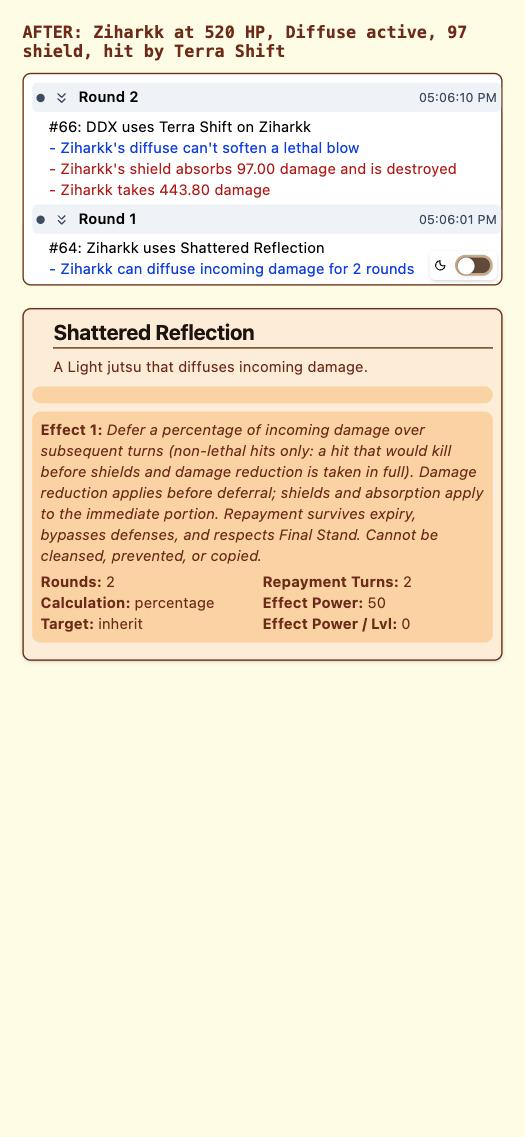 AFTER: Ziharkk at 520 HP, Diffuse active, 97
shield, hit by Terra Shift
Round 2 05:06:10 PM
#66: DDX uses Terra Shift on Ziharkk
- Ziharkk's diffuse can't soften a lethal blow
- Ziharkk's shield absorbs 97.00 damage and is destroyed
- Ziharkk takes 443.80 damage
Round 1 05:06:01 PM
#64: Ziharkk uses Shattered Reflection
- Ziharkk can diffuse incoming damage for 2 rounds
Shattered Reflection
A Light jutsu that diffuses incoming damage.
Effect 1: Defer a percentage of incoming damage over
subsequent turns (non-lethal hits only: a hit that would kill
before shields and damage reduction is taken in full). Damage
reduction applies before deferral; shields and absorption apply
to the immediate portion. Repayment survives expiry,
bypasses defenses, and respects Final Stand. Cannot be
cleansed, prevented, or copied.
Rounds: 2 Repayment Turns: 2
Calculation: percentage Effect Power: 50
Target: inherit Effect Power / Lvl: 0